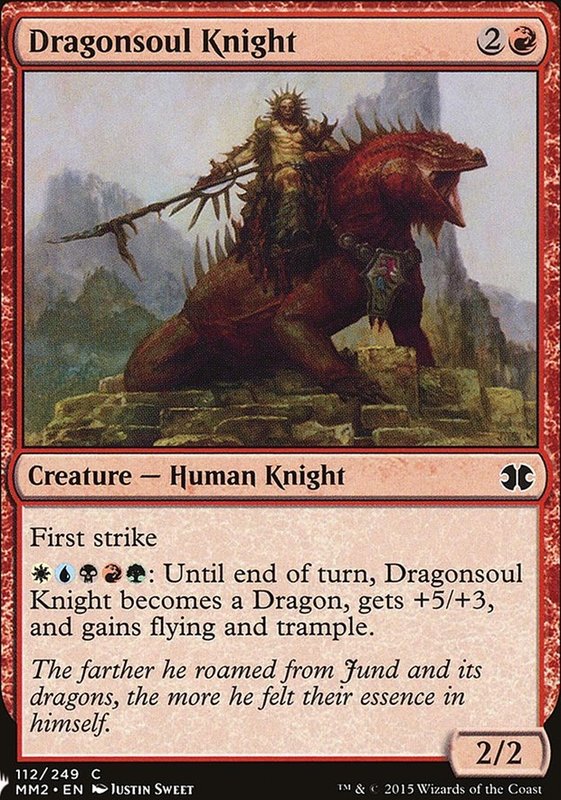 Dragonsoul Knight 2
Creature — Human Knight
First strike
: Until end of turn, Dragonsoul
Knight becomes a Dragon, gets +5/+3,
and gains flying and trample.
The farther he roamed from Jund and its
dragons, the more he felt their essence in
himself.
2/2
112/249 C
MM2 • EN Justin Sweet
™ & © 2015 Wizards of the Coast